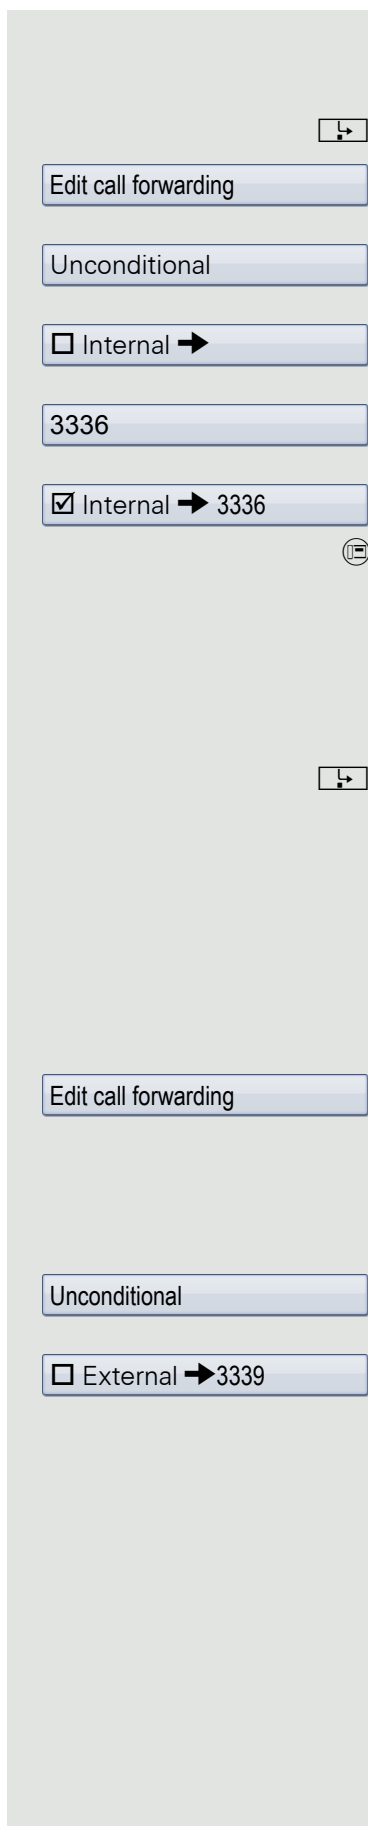 Edit call forwarding
Unconditional
☐ Internal ➔
3336
☑ Internal ➔ 3336
Edit call forwarding
Unconditional
☐ External ➔3339